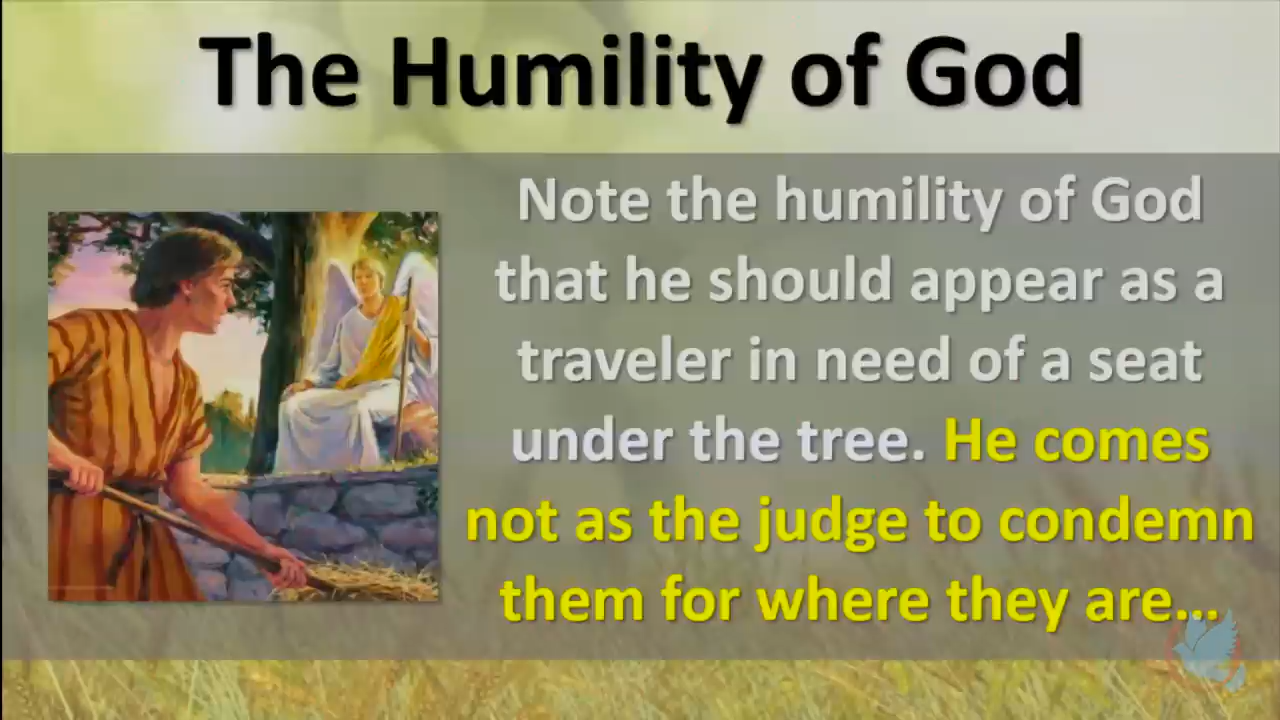 The Humility of God
Note the humility of God
that he should appear as a
traveler in need of a seat
under the tree. He comes
not as the judge to condemn
them for where they are...